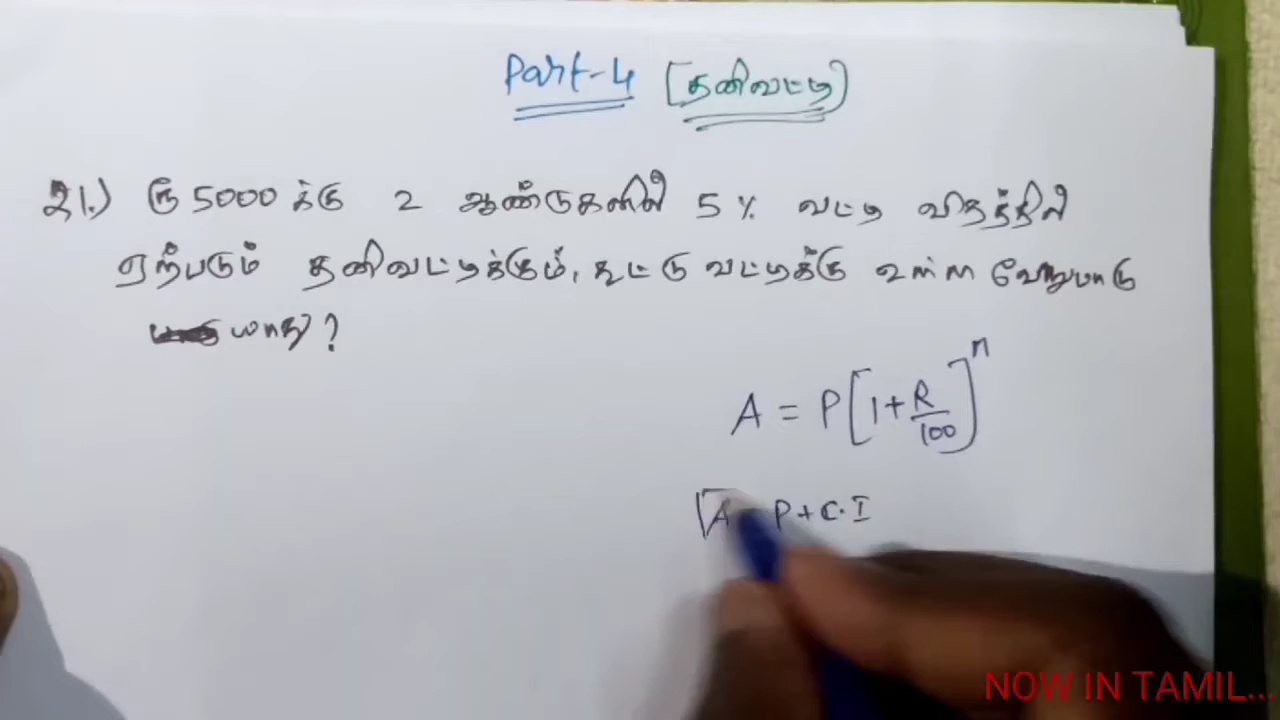 Part-4 [தனிவட்டி]
21.) ரூ 5000 க்கு 2 ஆண்டுகளில் 5% வட்டி விதத்தில்
ஏற்படும் தனிவட்டிக்கும், கூட்டு வட்டிக்கு உள்ள வேறுபாடு
யாது?
A = P[1+R/100]^n
A P+C.I
NOW IN TAMIL...